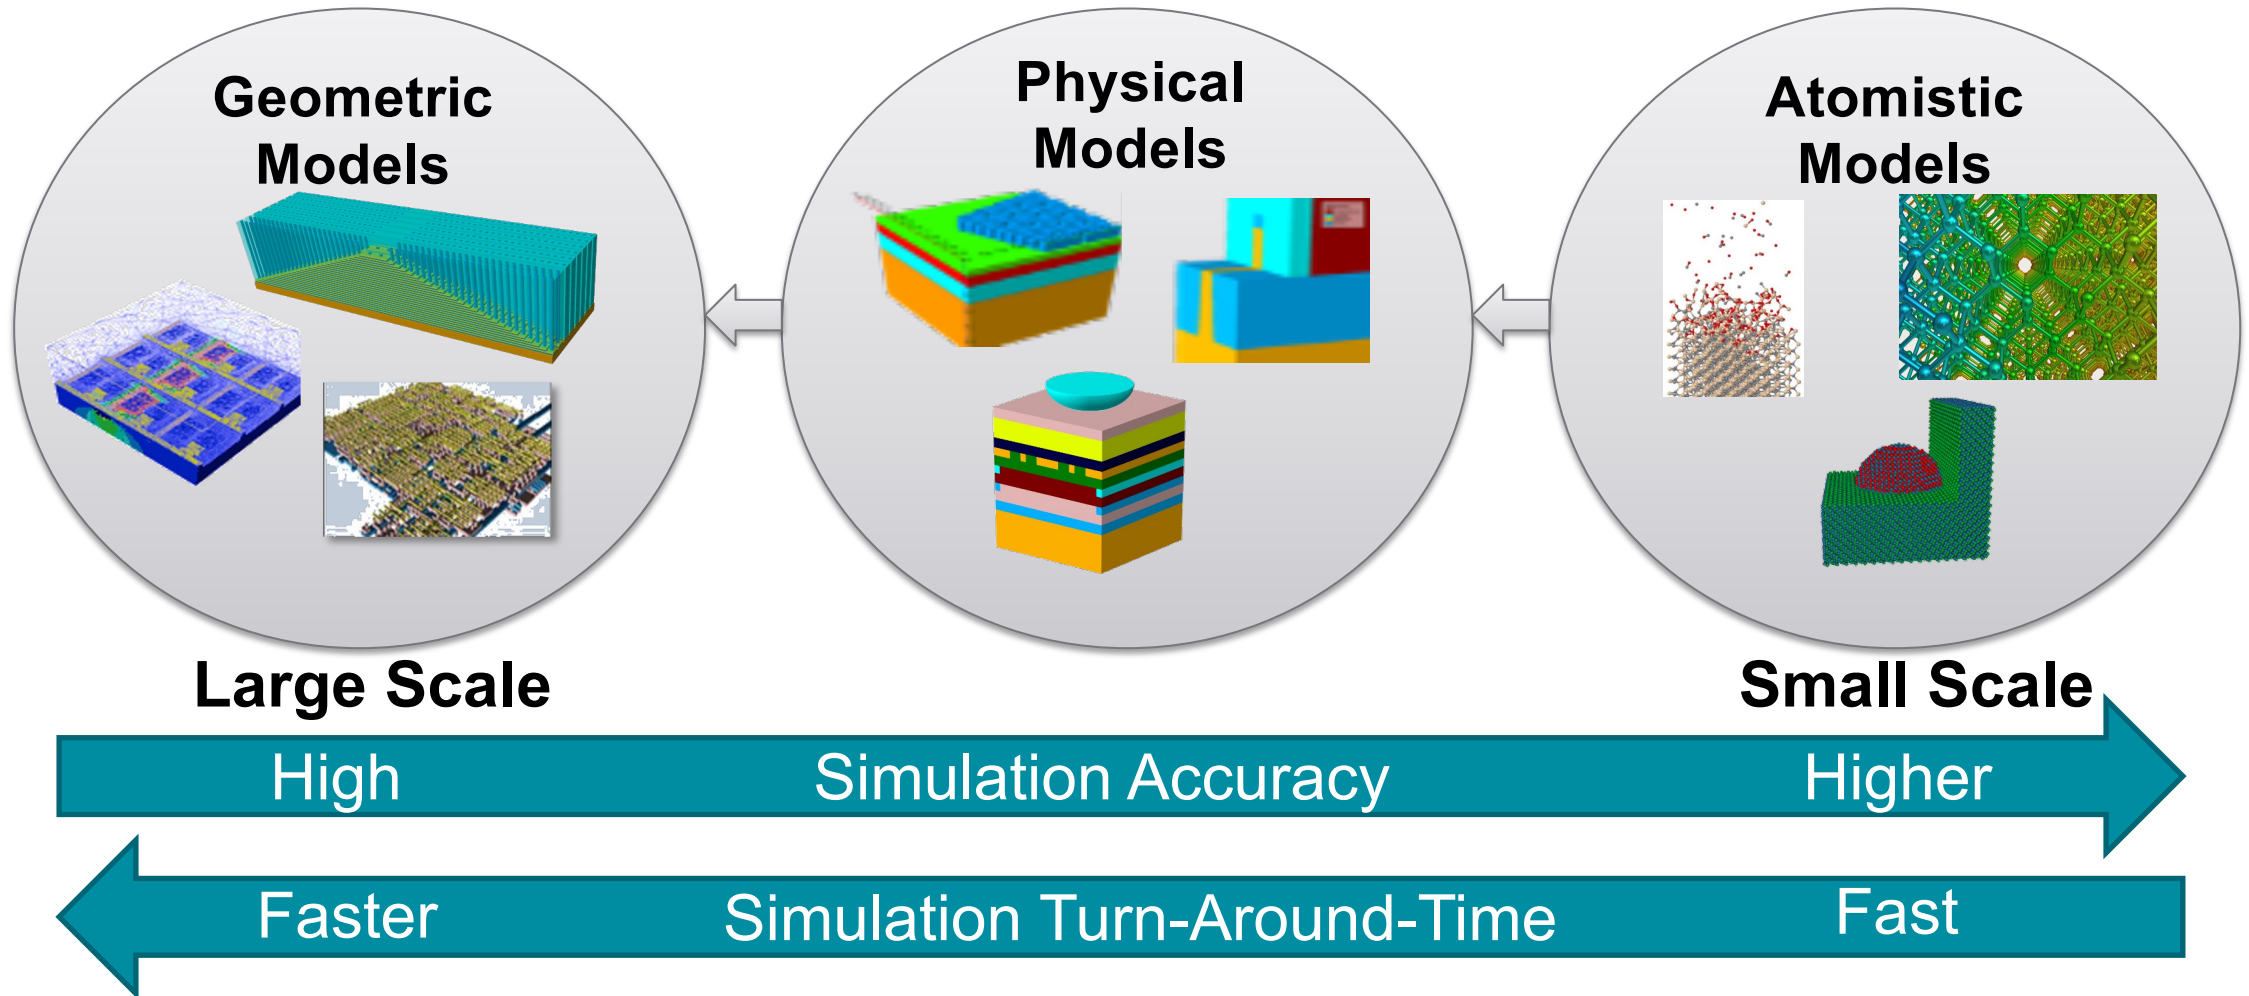 Geometric
Models
Physical
Models
Atomistic
Models
Large Scale
Small Scale
High
Simulation Accuracy
Higher
Faster
Simulation Turn-Around-Time
Fast